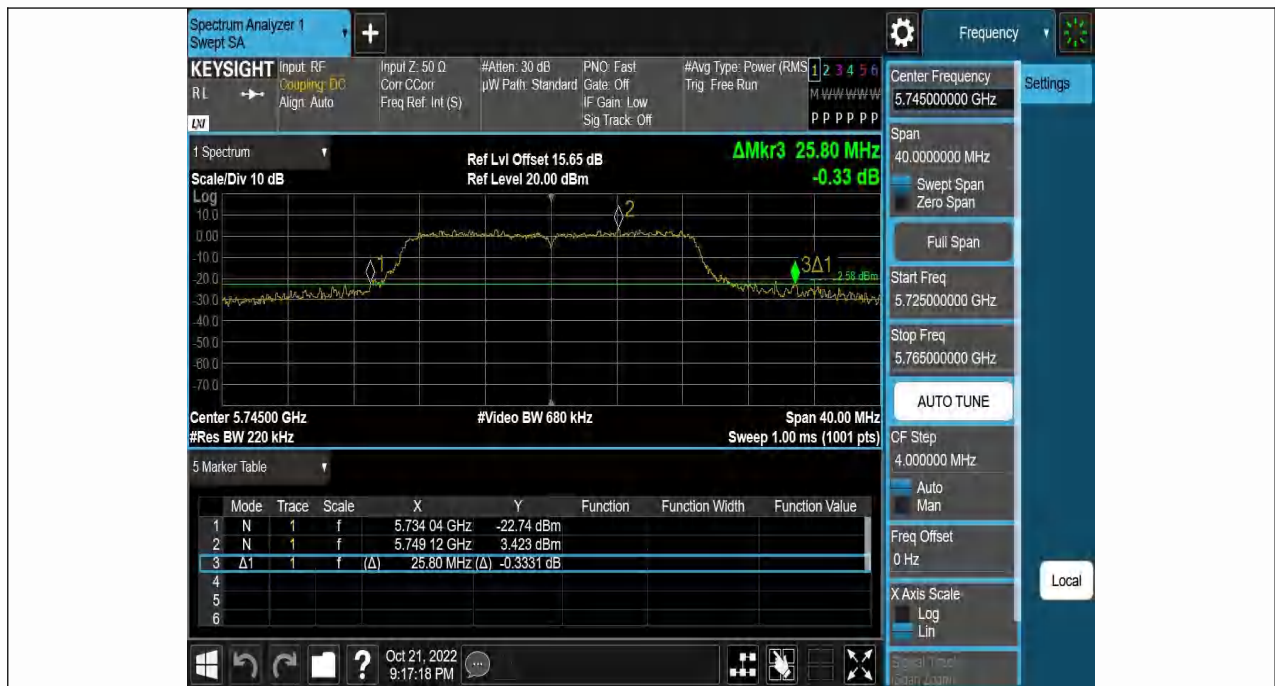 Spectrum Analyzer 1
Swept SA
+
Frequency
KEYSIGHT
RL
LXI
Input: RF
Coupling: DC
Align: Auto
Input Z: 50 Ω
Corr CCorr
Freq Ref: Int (S)
#Atten: 30 dB
µW Path: Standard
PNO: Fast
Gate: Off
IF Gain: Low
Sig Track: Off
#Avg Type: Power (RMS
Trig: Free Run
1 2 3 4 5 6
M W W W W W
P P P P P P
1 Spectrum
Scale/Div 10 dB
Ref Lvl Offset 15.65 dB
Ref Level 20.00 dBm
ΔMkr3 25.80 MHz
-0.33 dB
Log
10.0
0.00
-10.0
-20.0
-30.0
-40.0
-50.0
-60.0
-70.0
1
2
3Δ1
2.58 dBm
Center 5.74500 GHz
#Video BW 680 kHz
Span 40.00 MHz
#Res BW 220 kHz
Sweep 1.00 ms (1001 pts)
5 Marker Table
Mode Trace Scale X Y Function Function Width Function Value
1 N 1 f 5.734 04 GHz -22.74 dBm
2 N 1 f 5.749 12 GHz 3.423 dBm
3 Δ1 1 f (Δ) 25.80 MHz (Δ) -0.3331 dB
4
5
6
Oct 21, 2022
9:17:18 PM
?
Center Frequency
5.745000000 GHz
Settings
Span
40.0000000 MHz
Swept Span
Zero Span
Full Span
Start Freq
5.725000000 GHz
Stop Freq
5.765000000 GHz
AUTO TUNE
CF Step
4.000000 MHz
Auto
Man
Freq Offset
0 Hz
X Axis Scale
Log
Lin
Signal Track
(Span Zoom)
Local